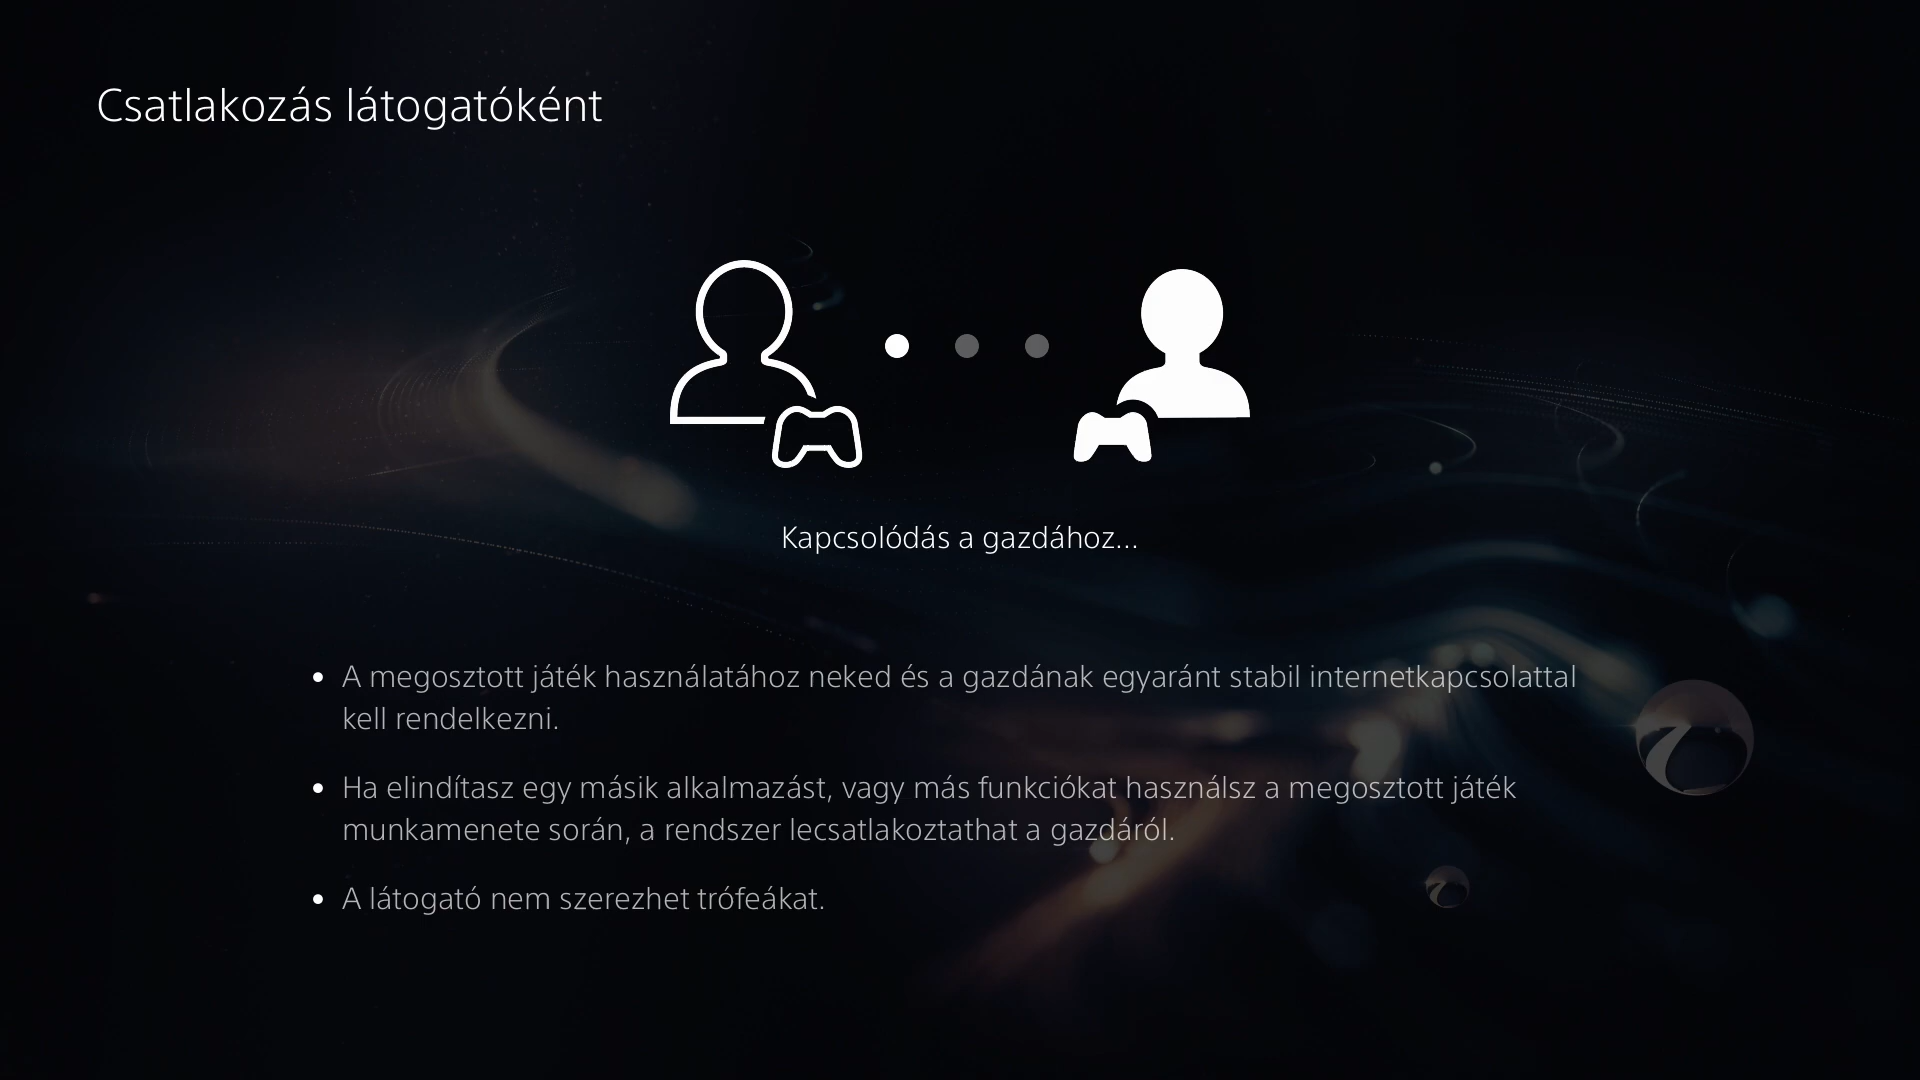 Csatlakozás látogatóként
Kapcsolódás a gazdához...
• A megosztott játék használatához neked és a gazdának egyaránt stabil internetkapcsolattal
kell rendelkezni.
• Ha elindítasz egy másik alkalmazást, vagy más funkciókat használsz a megosztott játék
munkamenete során, a rendszer lecsatlakoztathat a gazdáról.
• A látogató nem szerezhet trófeákat.